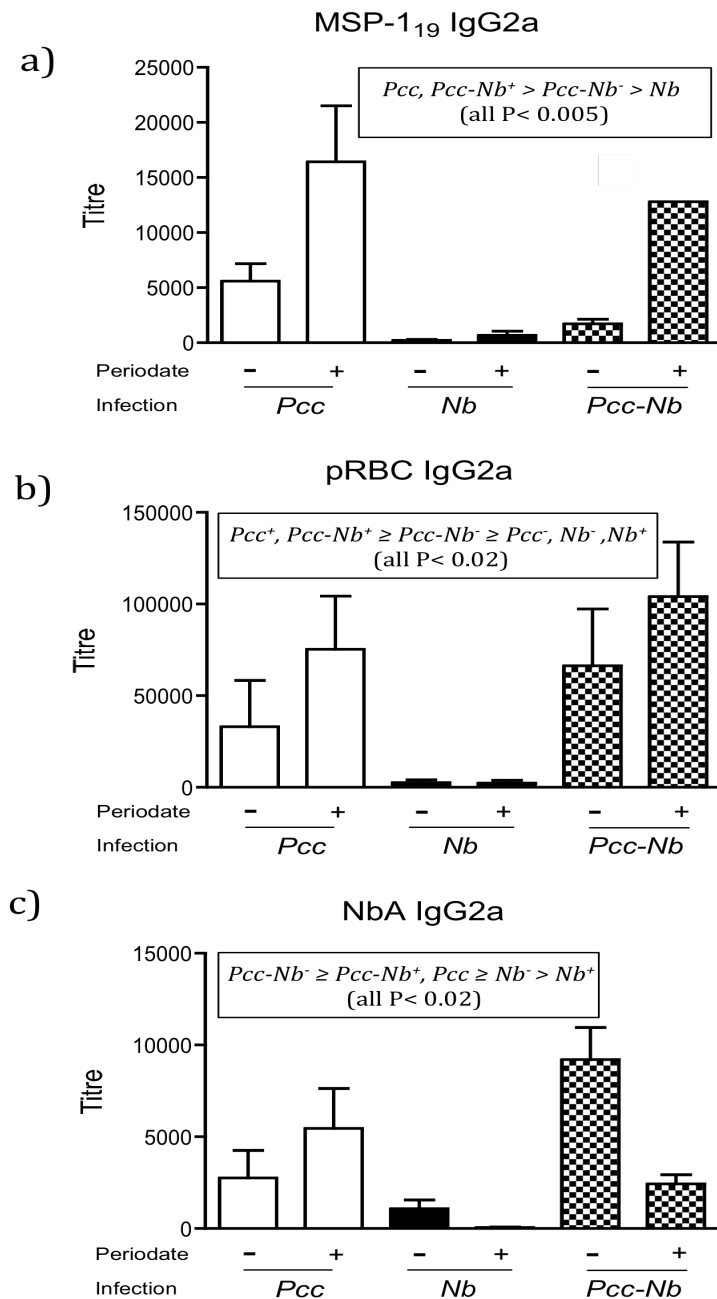 MSP-1₁₉ IgG2a
a)
25000
20000
15000
10000
5000
0
Titre
Pcc, Pcc-Nb⁺ > Pcc-Nb⁻ > Nb
(all P< 0.005)
Periodate − + − + − +
Infection Pcc Nb Pcc-Nb
pRBC IgG2a
b)
150000
100000
50000
0
Titre
Pcc⁺, Pcc-Nb⁺ ≥ Pcc-Nb⁻ ≥ Pcc⁻, Nb⁻ ,Nb⁺
(all P< 0.02)
Periodate − + − + − +
Infection Pcc Nb Pcc-Nb
c)
NbA IgG2a
15000
10000
5000
0
Titre
Pcc-Nb⁻ ≥ Pcc-Nb⁺, Pcc ≥ Nb⁻ > Nb⁺
(all P< 0.02)
Periodate − + − + − +
Infection Pcc Nb Pcc-Nb